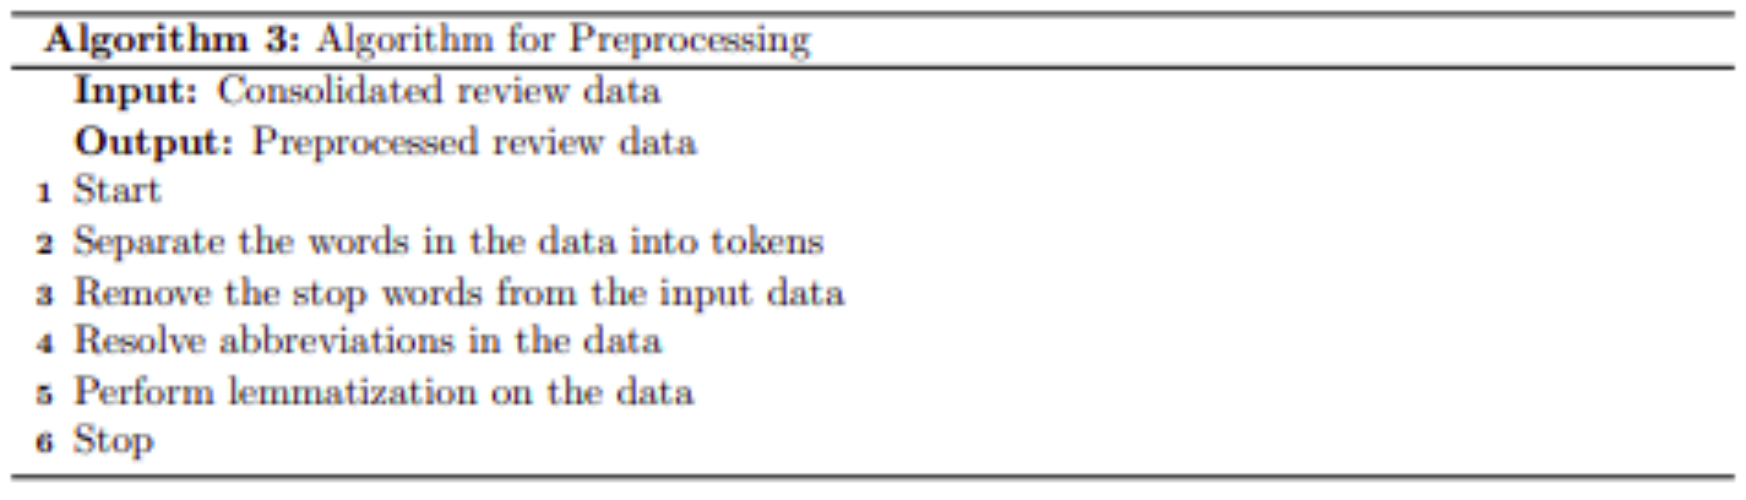 Algorithm 3: Algorithm for Preprocessing
Input: Consolidated review data
Output: Preprocessed review data
1 Start
2 Separate the words in the data into tokens
3 Remove the stop words from the input data
4 Resolve abbreviations in the data
5 Perform lemmatization on the data
6 Stop